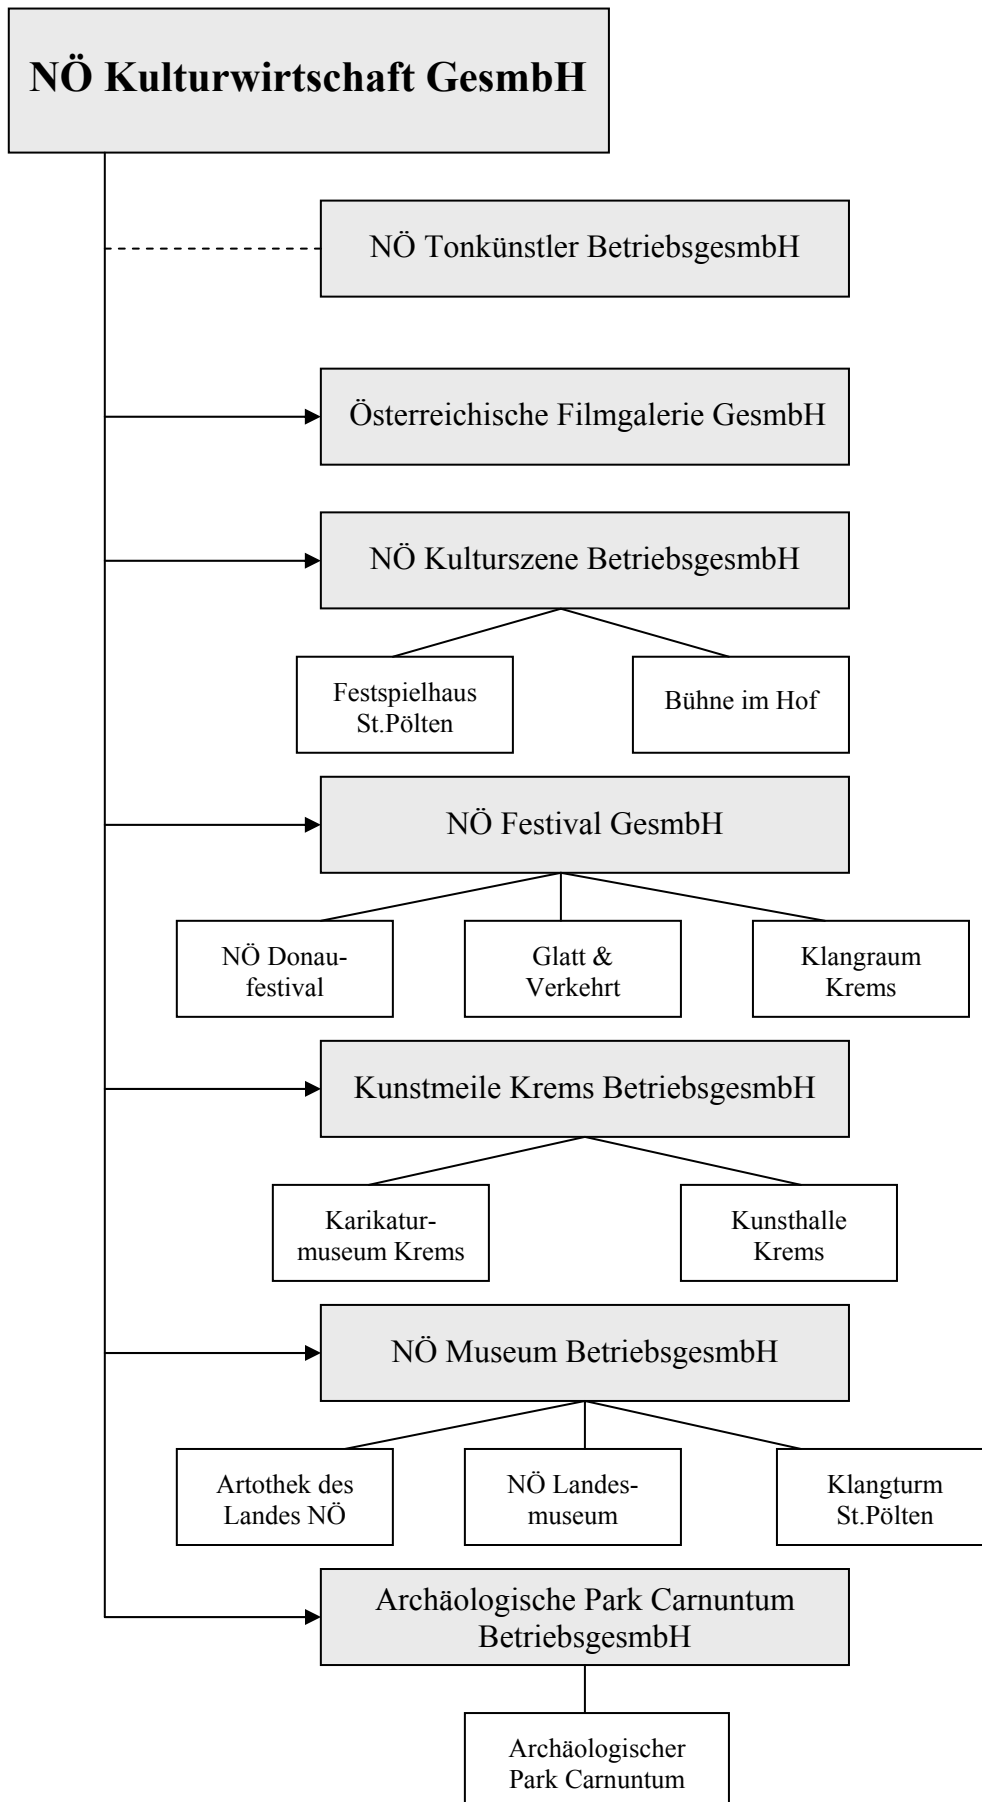 NÖ Kulturwirtschaft GesmbH
NÖ Tonkünstler BetriebsgesmbH
Österreichische Filmgalerie GesmbH
NÖ Kulturszene BetriebsgesmbH
Festspielhaus
St.Pölten
Bühne im Hof
NÖ Festival GesmbH
NÖ Donau-
festival
Glatt &
Verkehrt
Klangraum
Krems
Kunstmeile Krems BetriebsgesmbH
Karikatur-
museum Krems
Kunsthalle
Krems
NÖ Museum BetriebsgesmbH
Artothek des
Landes NÖ
NÖ Landes-
museum
Klangturm
St.Pölten
Archäologische Park Carnuntum
BetriebsgesmbH
Archäologischer
Park Carnuntum